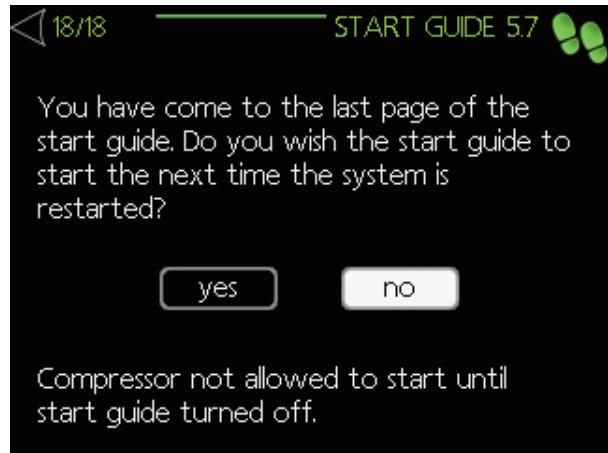 18/18 START GUIDE 5.7
You have come to the last page of the
start guide. Do you wish the start guide to
start the next time the system is
restarted?
yes no
Compressor not allowed to start until
start guide turned off.